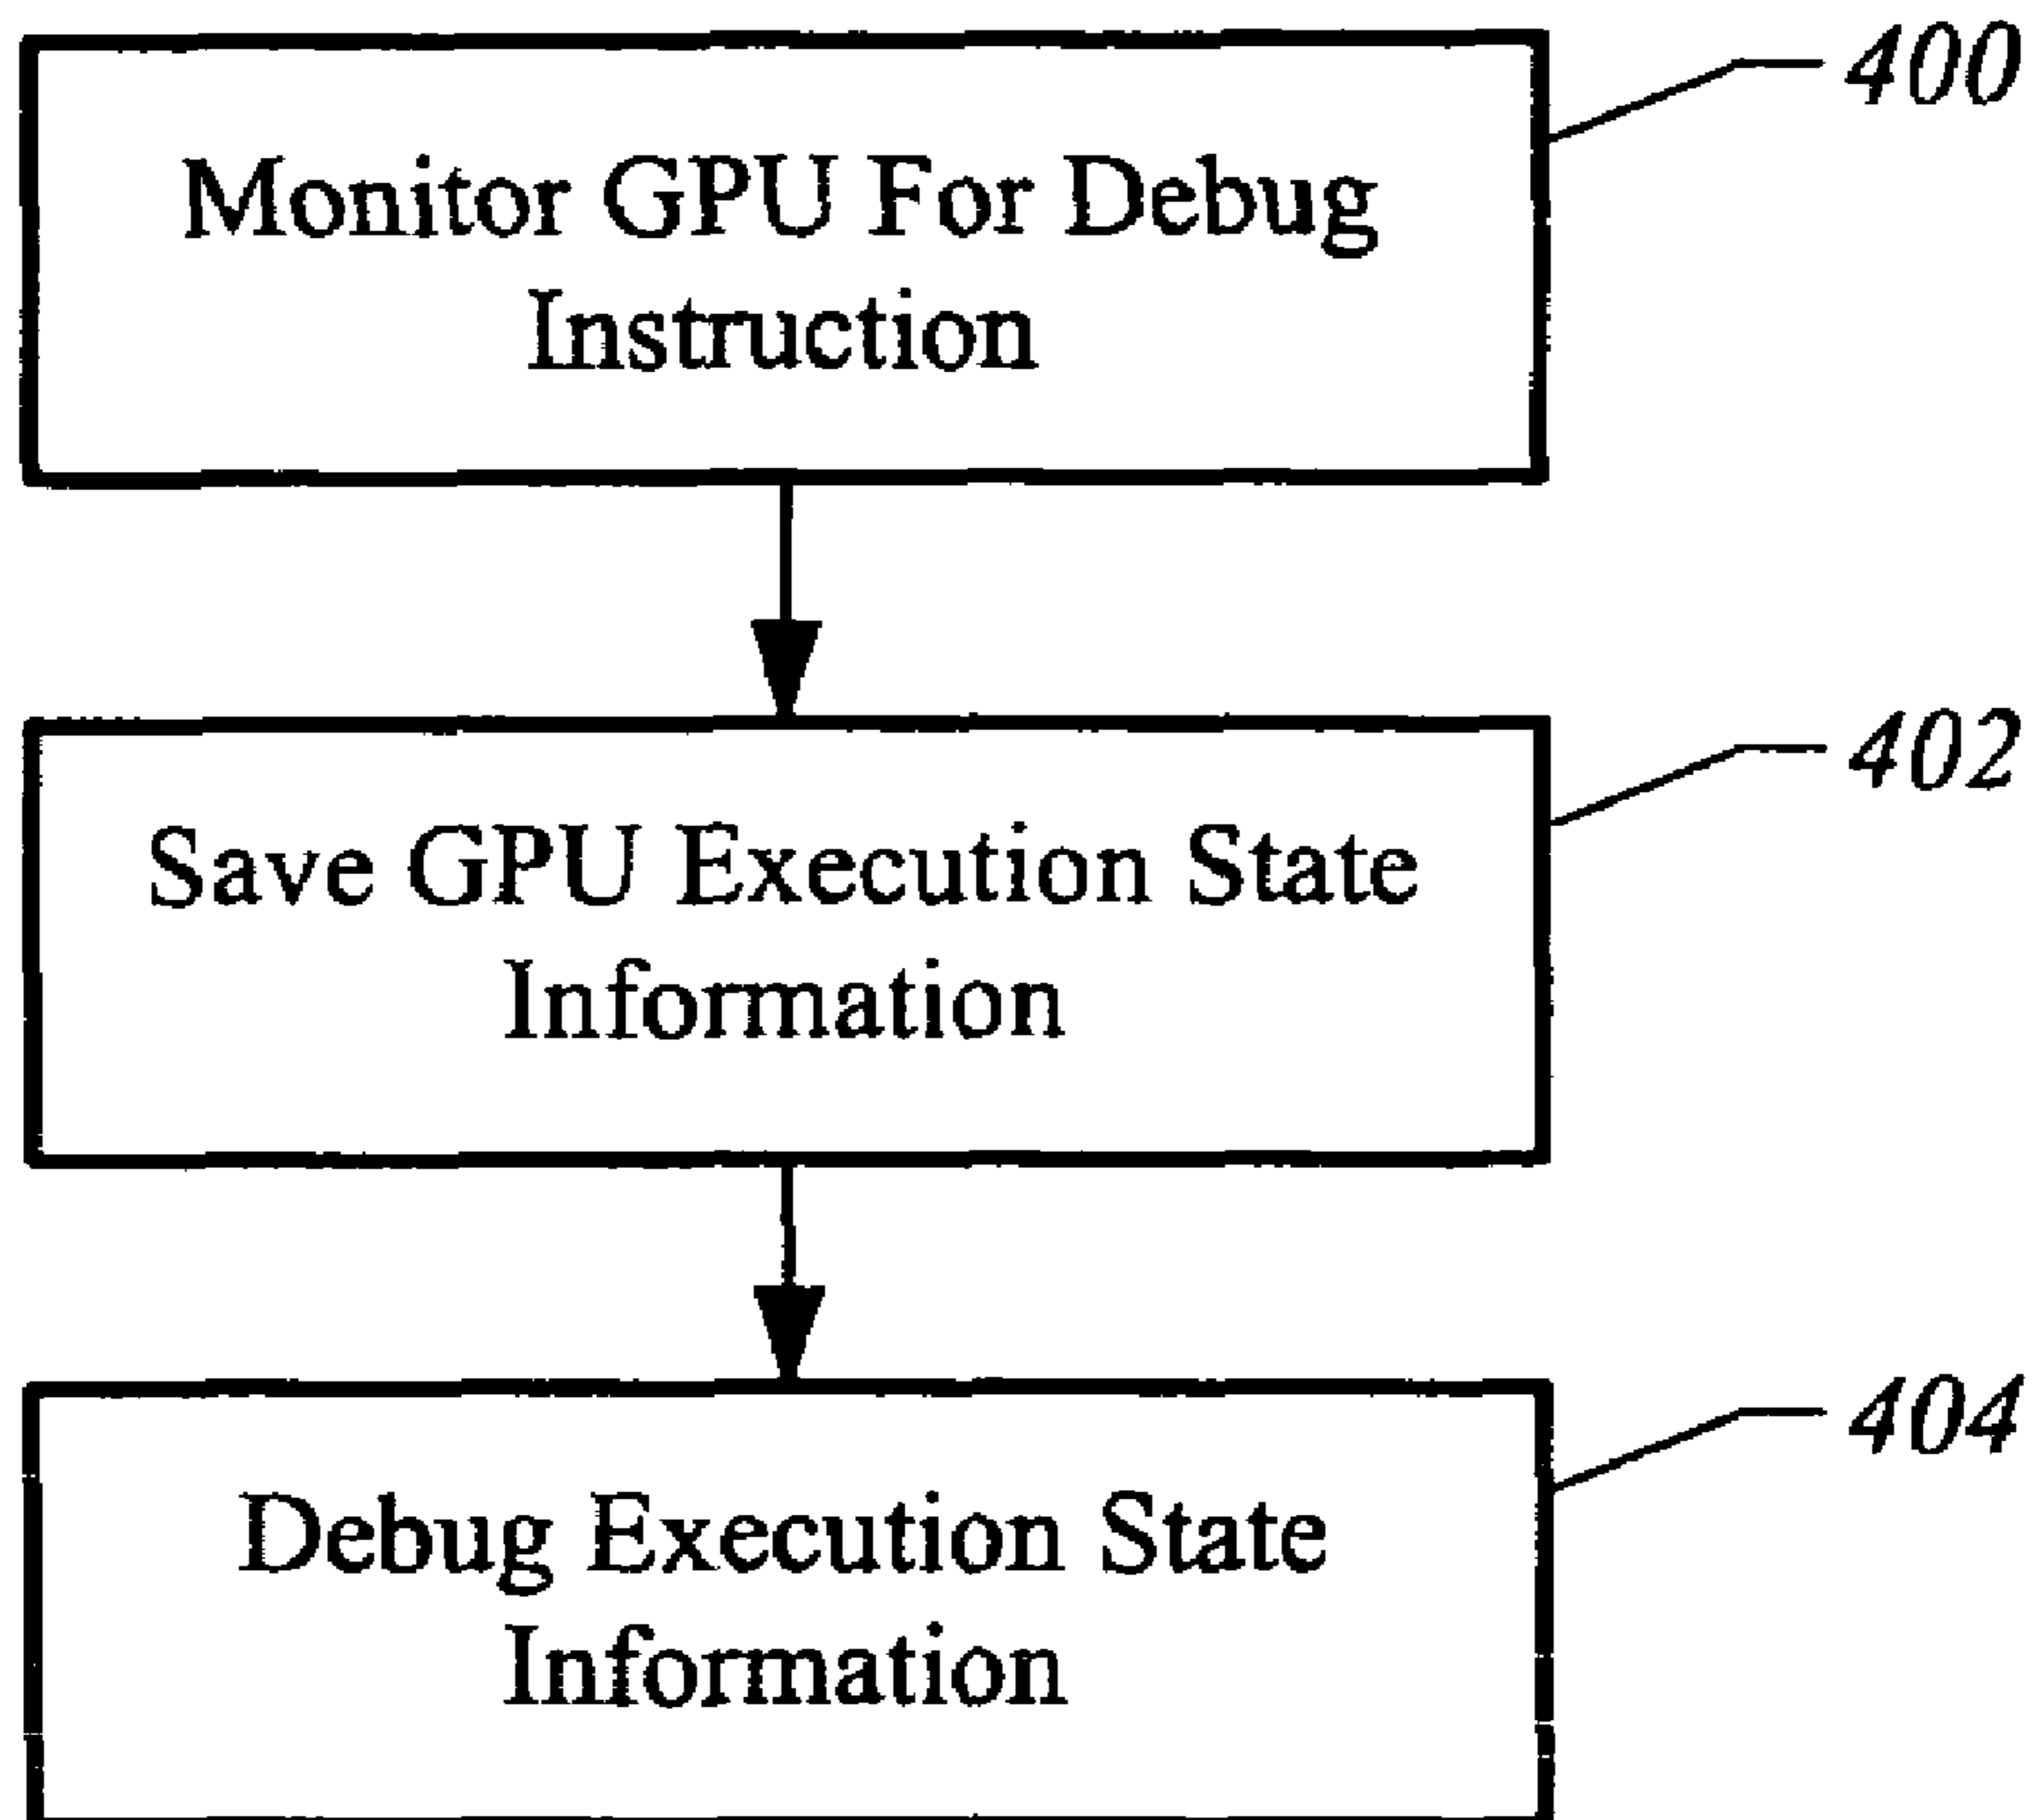 400
Monitor GPU For Debug
Instruction
402
Save GPU Execution State
Information
404
Debug Execution State
Information